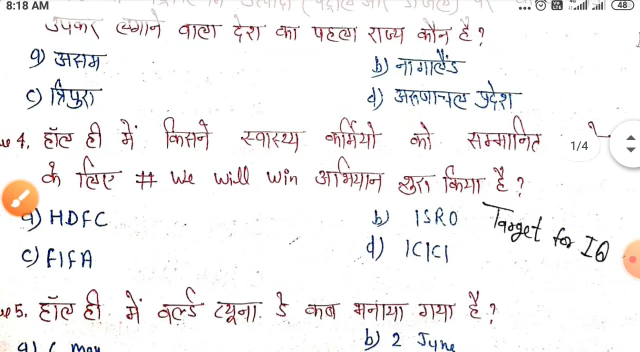 8:18 AM ... 48
उपकर लगाने वाला देश का पहला राज्य कौन है?
a) असम b) नागालैंड
c) त्रिपुरा d) अरुणाचल प्रदेश
4. हॉल ही में किसने स्वास्थ्य कर्मियो को सम्मानित
1/4
के लिए # We will win अभियान शुरू किया है?
a) HDFC b) ISRO
Target for IQ
c) FIFA d) ICICI
5. हॉल ही में वर्ल्ड ट्यूना डे कब मनाया गया है?
b) 2 June